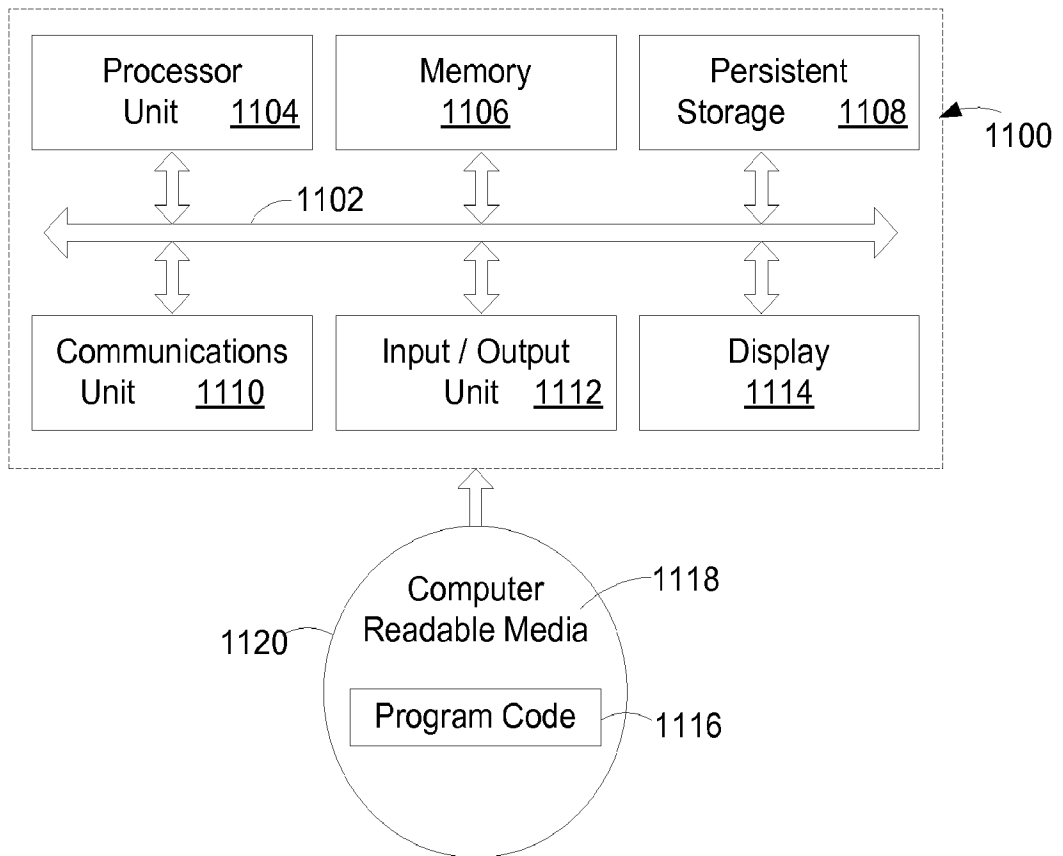 Processor
Unit 1104
Memory
1106
Persistent
Storage 1108
1100
1102
Communications
Unit 1110
Input / Output
Unit 1112
Display
1114
Computer
Readable Media
1118
1120
Program Code
1116